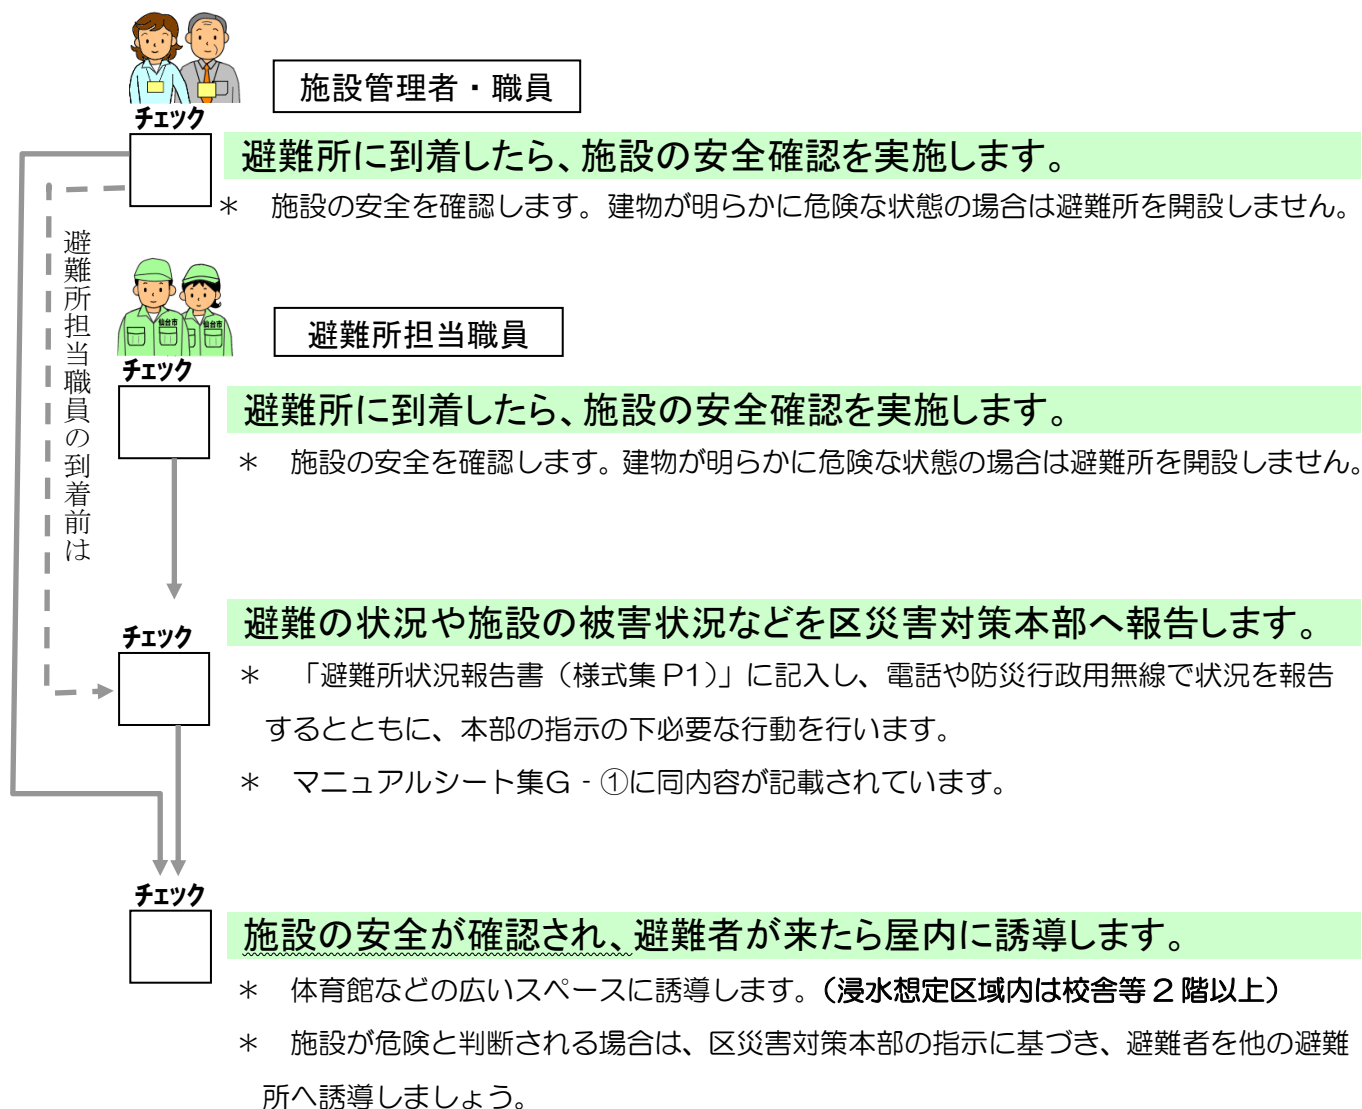 施設管理者・職員
チェック
避難所に到着したら、施設の安全確認を実施します。
＊　施設の安全を確認します。建物が明らかに危険な状態の場合は避難所を開設しません。
避難所担当職員の到着前は
仙台市
仙台市
避難所担当職員
チェック
避難所に到着したら、施設の安全確認を実施します。
＊　施設の安全を確認します。建物が明らかに危険な状態の場合は避難所を開設しません。
チェック
避難の状況や施設の被害状況などを区災害対策本部へ報告します。
＊　「避難所状況報告書（様式集 P1）」に記入し、電話や防災行政用無線で状況を報告
するとともに、本部の指示の下必要な行動を行います。
＊　マニュアルシート集G‐①に同内容が記載されています。
チェック
施設の安全が確認され、避難者が来たら屋内に誘導します。
＊　体育館などの広いスペースに誘導します。（浸水想定区域内は校舎等２階以上）
＊　施設が危険と判断される場合は、区災害対策本部の指示に基づき、避難者を他の避難
所へ誘導しましょう。